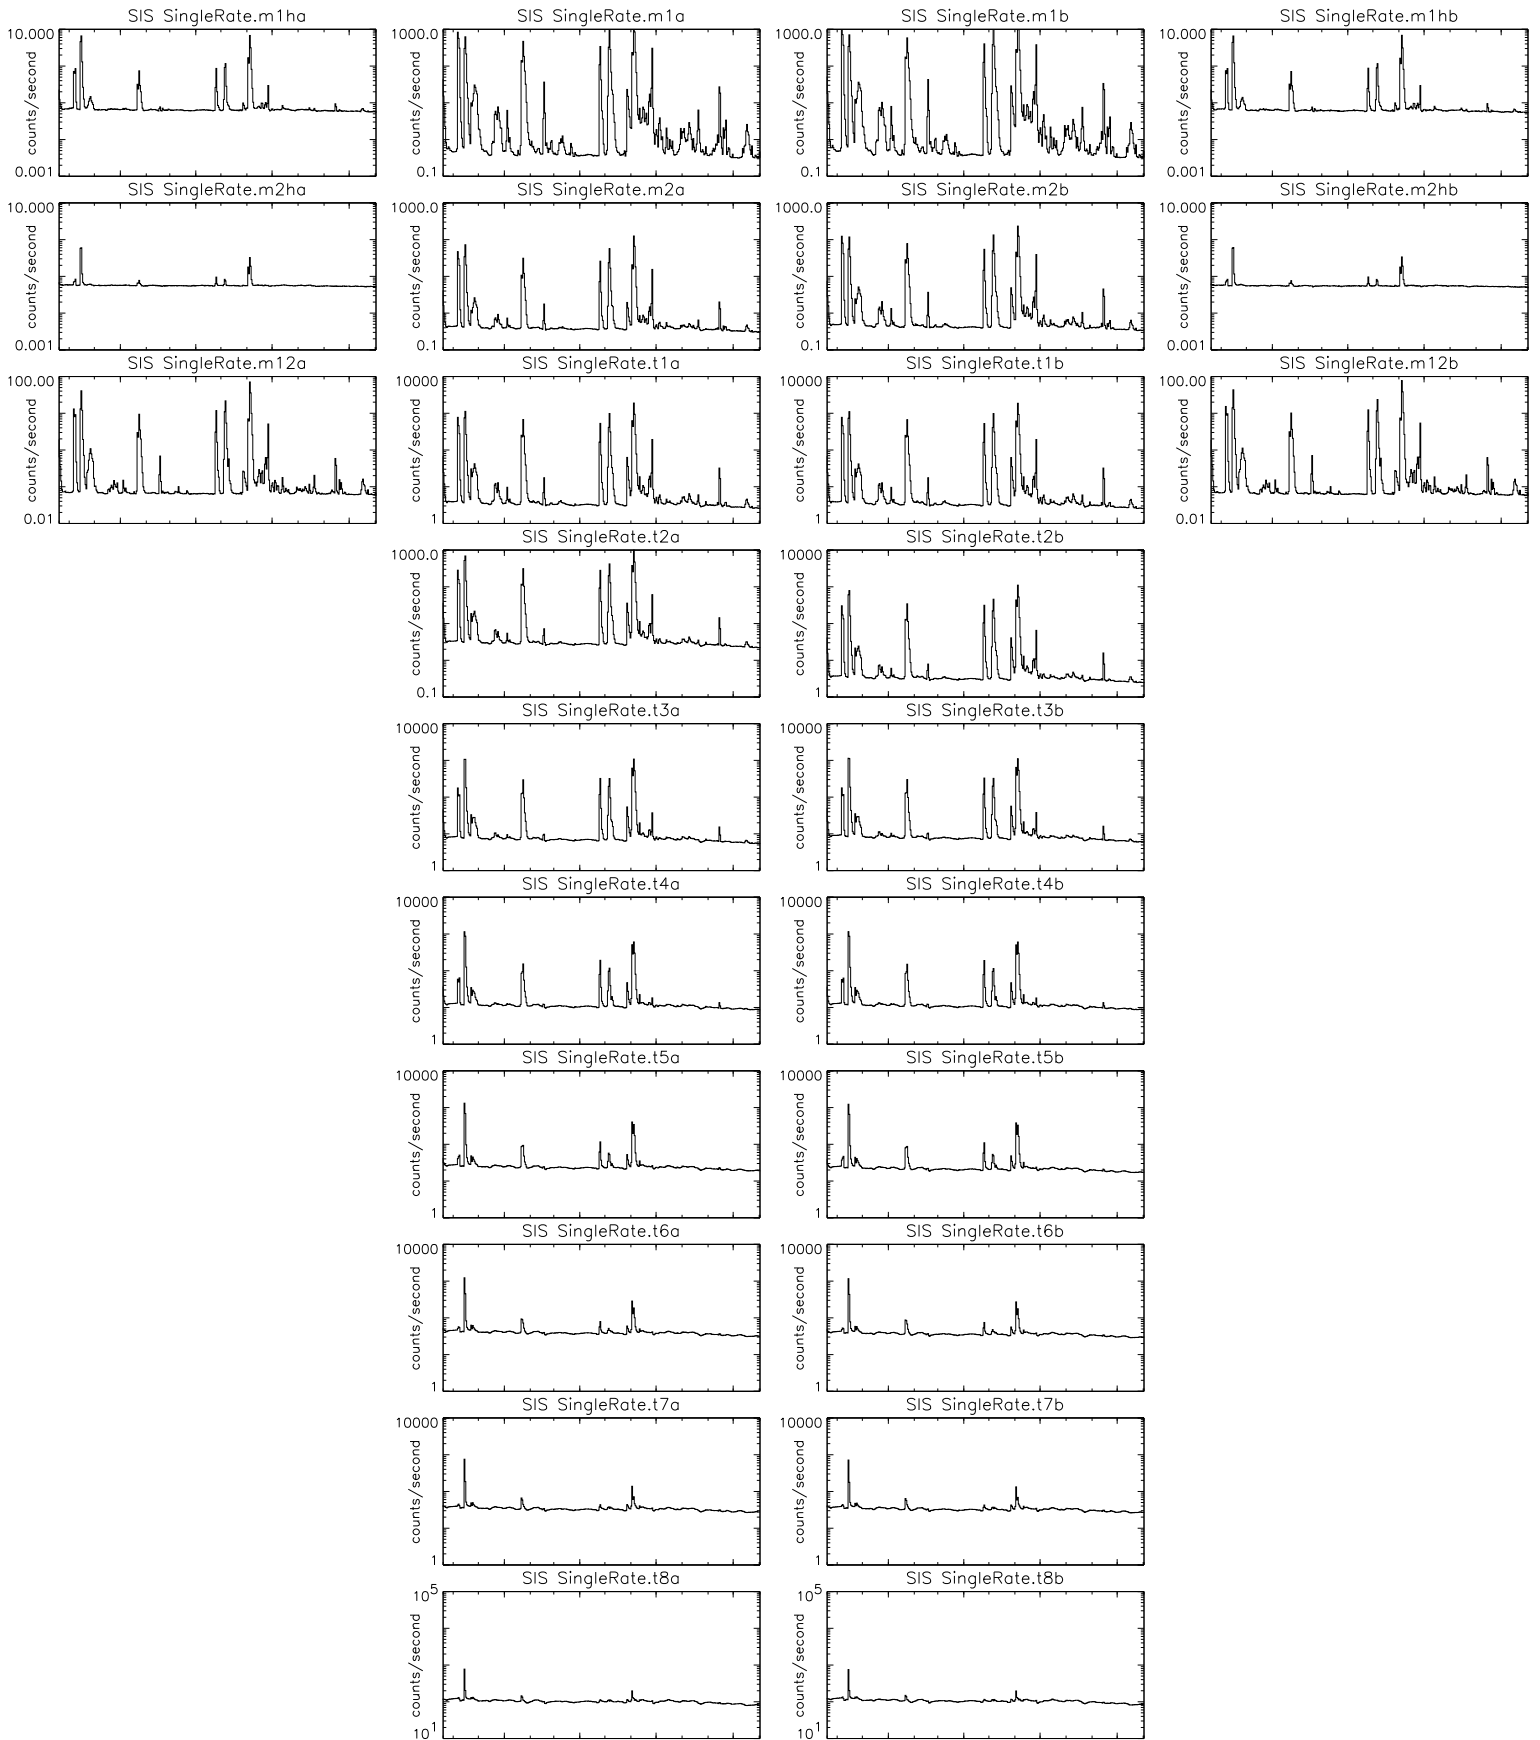 SIS SingleRate.m1ha
10.000
counts/second
0.001
SIS SingleRate.m1a
1000.0
counts/second
0.1
SIS SingleRate.m1b
1000.0
counts/second
0.1
SIS SingleRate.m1hb
10.000
counts/second
0.001
SIS SingleRate.m2ha
10.000
counts/second
0.001
SIS SingleRate.m2a
1000.0
counts/second
0.1
SIS SingleRate.m2b
1000.0
counts/second
0.1
SIS SingleRate.m2hb
10.000
counts/second
0.001
SIS SingleRate.m12a
100.00
counts/second
0.01
SIS SingleRate.t1a
10000
counts/second
1
SIS SingleRate.t1b
10000
counts/second
1
SIS SingleRate.m12b
100.00
counts/second
0.01
SIS SingleRate.t2a
1000.0
counts/second
0.1
SIS SingleRate.t2b
10000
counts/second
1
SIS SingleRate.t3a
10000
counts/second
1
SIS SingleRate.t3b
10000
counts/second
1
SIS SingleRate.t4a
10000
counts/second
1
SIS SingleRate.t4b
10000
counts/second
1
SIS SingleRate.t5a
10000
counts/second
1
SIS SingleRate.t5b
10000
counts/second
1
SIS SingleRate.t6a
10000
counts/second
1
SIS SingleRate.t6b
10000
counts/second
1
SIS SingleRate.t7a
10000
counts/second
1
SIS SingleRate.t7b
10000
counts/second
1
SIS SingleRate.t8a
10⁵
counts/second
10¹
SIS SingleRate.t8b
10⁵
counts/second
10¹